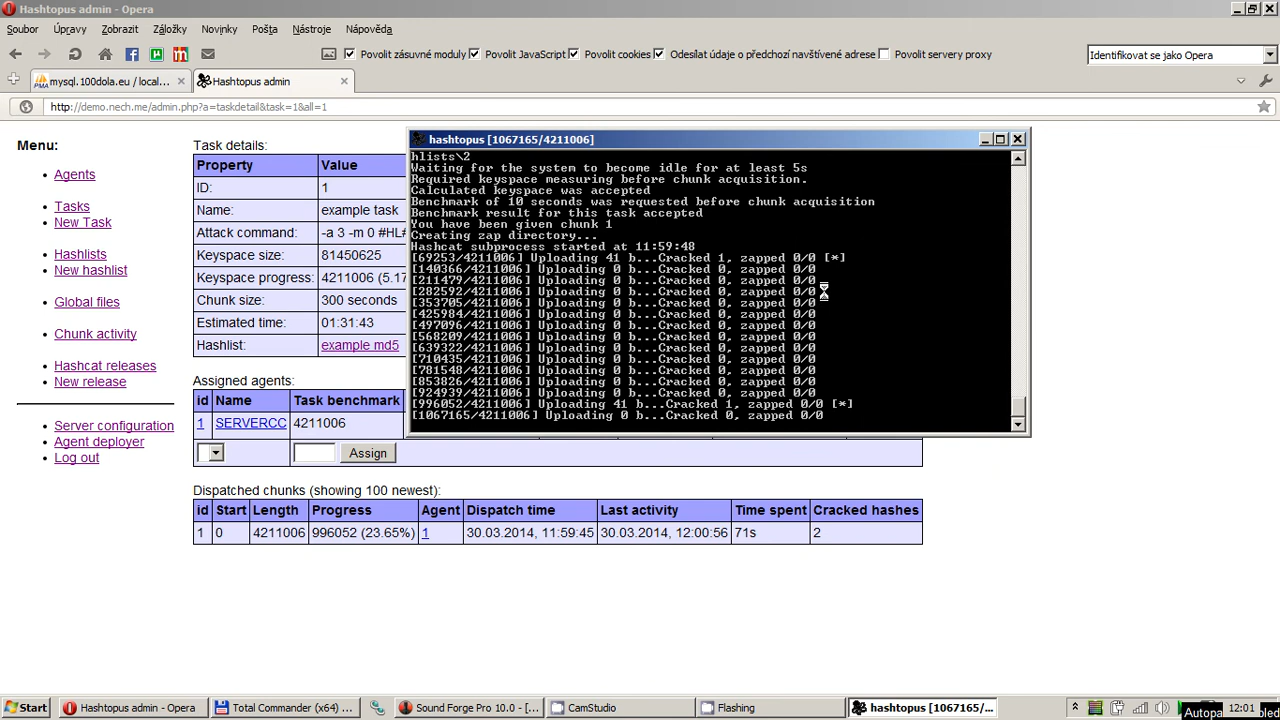 Hashtopus admin - Opera
Soubor Úpravy Zobrazit Záložky Novinky Pošta Nástroje Nápověda
Povolit zásuvné moduly Povolit JavaScript Povolit cookies Odesílat údaje o předchozí navštívené adrese Povolit servery proxy Identifikovat se jako Opera
mysql.100dola.eu / local... Hashtopus admin
http://demo.nech.me/admin.php?a=taskdetail&task=1&all=1
Menu:
Agents
Tasks
New Task
Hashlists
New hashlist
Global files
Chunk activity
Hashcat releases
New release
Server configuration
Agent deployer
Log out
Task details:
Property Value
ID: 1
Name: example task
Attack command: -a 3 -m 0 #HL#
Keyspace size: 81450625
Keyspace progress: 4211006 (5.17
Chunk size: 300 seconds
Estimated time: 01:31:43
Hashlist: example md5
Assigned agents:
id Name Task benchmark
1 SERVERCC 4211006
Assign
Dispatched chunks (showing 100 newest):
id Start Length Progress Agent Dispatch time Last activity Time spent Cracked hashes
1 0 4211006 996052 (23.65%) 1 30.03.2014, 11:59:45 30.03.2014, 12:00:56 71s 2
hashtopus [1067165/4211006]
hlists\2
Waiting for the system to become idle for at least 5s
Required keyspace measuring before chunk acquisition.
Calculated keyspace was accepted
Benchmark of 10 seconds was requested before chunk acquisition
Benchmark result for this task accepted
You have been given chunk 1
Creating zap directory...
Hashcat subprocess started at 11:59:48
[69253/4211006] Uploading 41 b...Cracked 1, zapped 0/0 [*]
[140366/4211006] Uploading 0 b...Cracked 0, zapped 0/0
[211479/4211006] Uploading 0 b...Cracked 0, zapped 0/0
[282592/4211006] Uploading 0 b...Cracked 0, zapped 0/0
[353705/4211006] Uploading 0 b...Cracked 0, zapped 0/0
[425984/4211006] Uploading 0 b...Cracked 0, zapped 0/0
[497096/4211006] Uploading 0 b...Cracked 0, zapped 0/0
[568209/4211006] Uploading 0 b...Cracked 0, zapped 0/0
[639322/4211006] Uploading 0 b...Cracked 0, zapped 0/0
[710435/4211006] Uploading 0 b...Cracked 0, zapped 0/0
[781548/4211006] Uploading 0 b...Cracked 0, zapped 0/0
[853826/4211006] Uploading 0 b...Cracked 0, zapped 0/0
[924939/4211006] Uploading 0 b...Cracked 0, zapped 0/0
[996052/4211006] Uploading 41 b...Cracked 1, zapped 0/0 [*]
[1067165/4211006] Uploading 0 b...Cracked 0, zapped 0/0
Start Hashtopus admin - Opera Total Commander (x64) ... Sound Forge Pro 10.0 - [... CamStudio Flashing hashtopus [1067165/... 12:01
Autopa bled